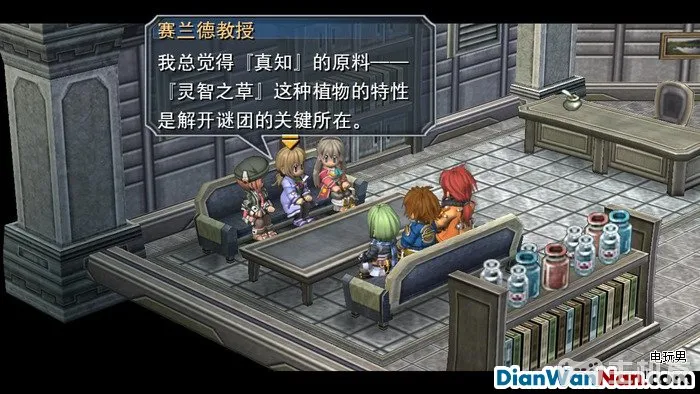 赛兰德教授
我总觉得『真知』的原料——
『灵智之草』这种植物的特性
是解开谜团的关键所在。
电玩男
DianWanNan.com